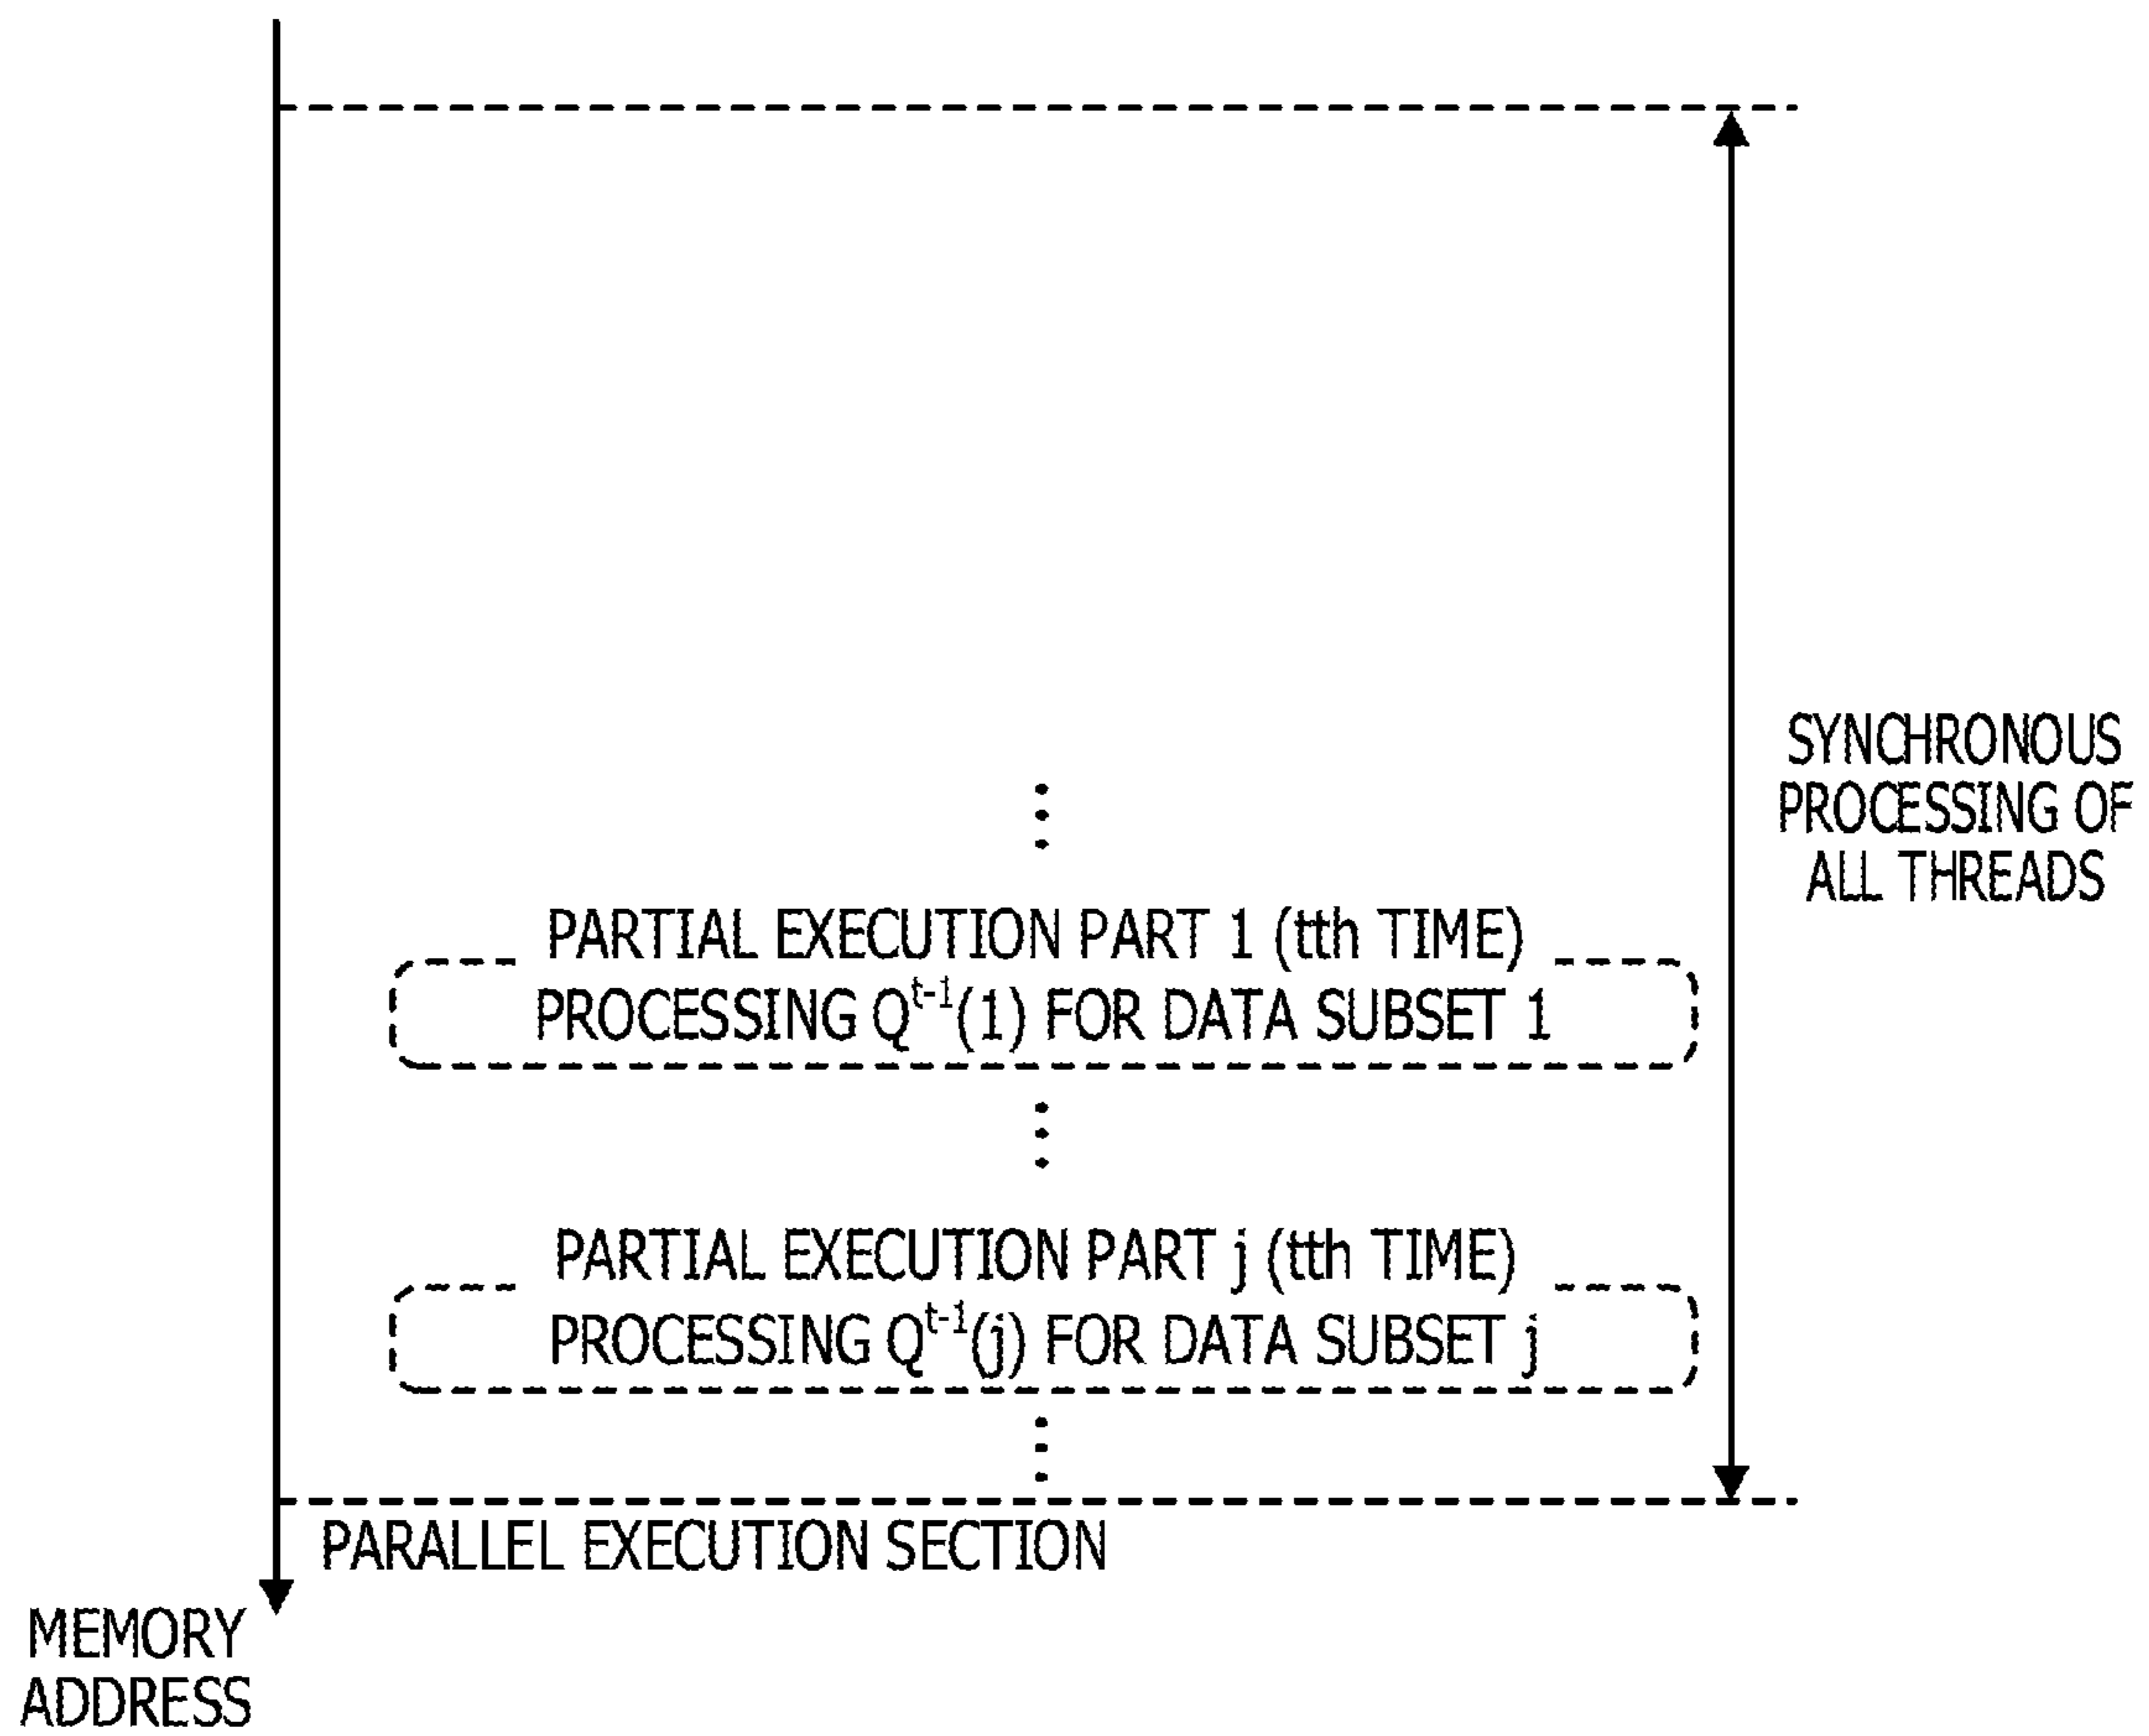 SYNCHRONOUS
PROCESSING OF
ALL THREADS
PARTIAL EXECUTION PART 1 (tth TIME)
PROCESSING Q^t-1(1) FOR DATA SUBSET 1
PARTIAL EXECUTION PART j (tth TIME)
PROCESSING Q^t-1(j) FOR DATA SUBSET j
PARALLEL EXECUTION SECTION
MEMORY
ADDRESS